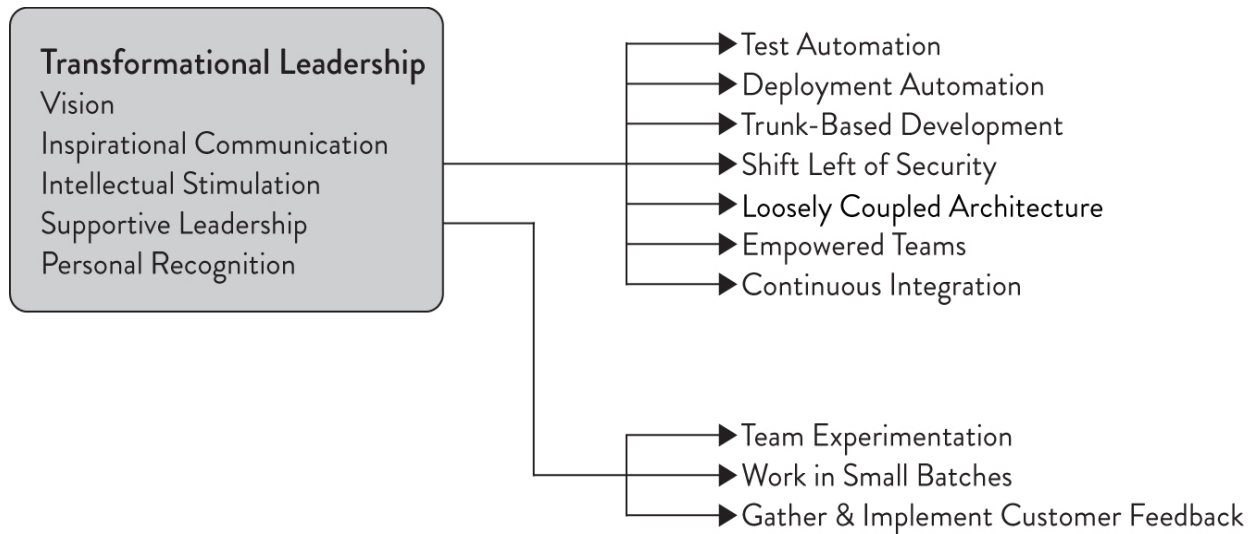 Transformational Leadership
Vision
Inspirational Communication
Intellectual Stimulation
Supportive Leadership
Personal Recognition
Test Automation
Deployment Automation
Trunk-Based Development
Shift Left of Security
Loosely Coupled Architecture
Empowered Teams
Continuous Integration
Team Experimentation
Work in Small Batches
Gather & Implement Customer Feedback